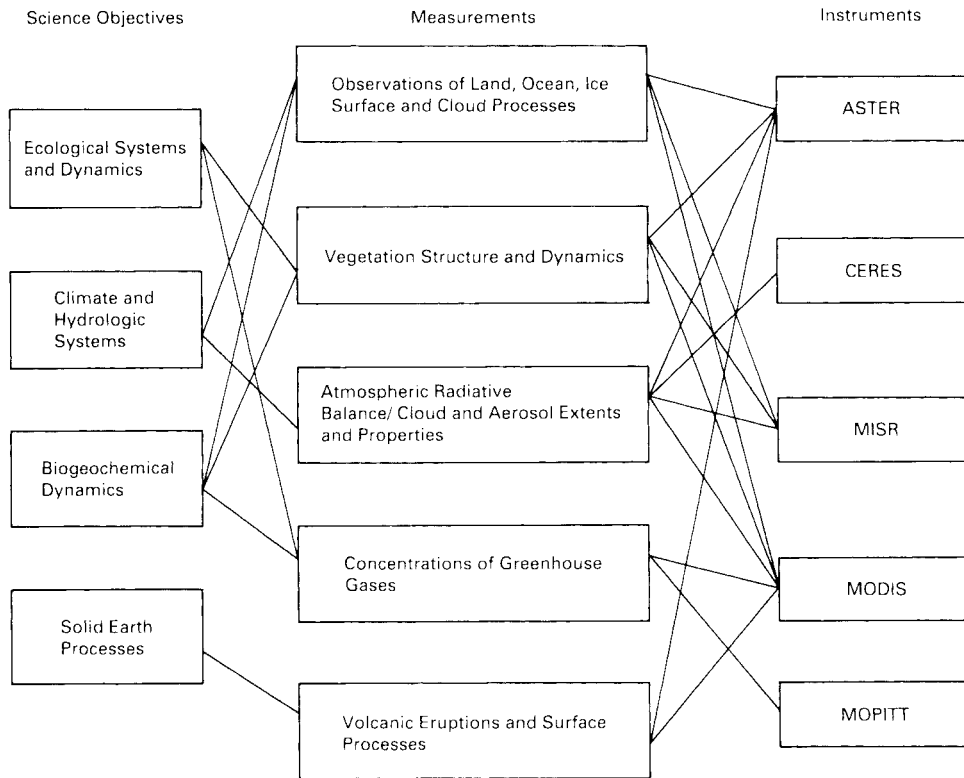 Science Objectives
Measurements
Instruments
Ecological Systems
and Dynamics
Climate and
Hydrologic
Systems
Biogeochemical
Dynamics
Solid Earth
Processes
Observations of Land, Ocean, Ice
Surface and Cloud Processes
Vegetation Structure and Dynamics
Atmospheric Radiative
Balance/ Cloud and Aerosol Extents
and Properties
Concentrations of Greenhouse
Gases
Volcanic Eruptions and Surface
Processes
ASTER
CERES
MISR
MODIS
MOPITT